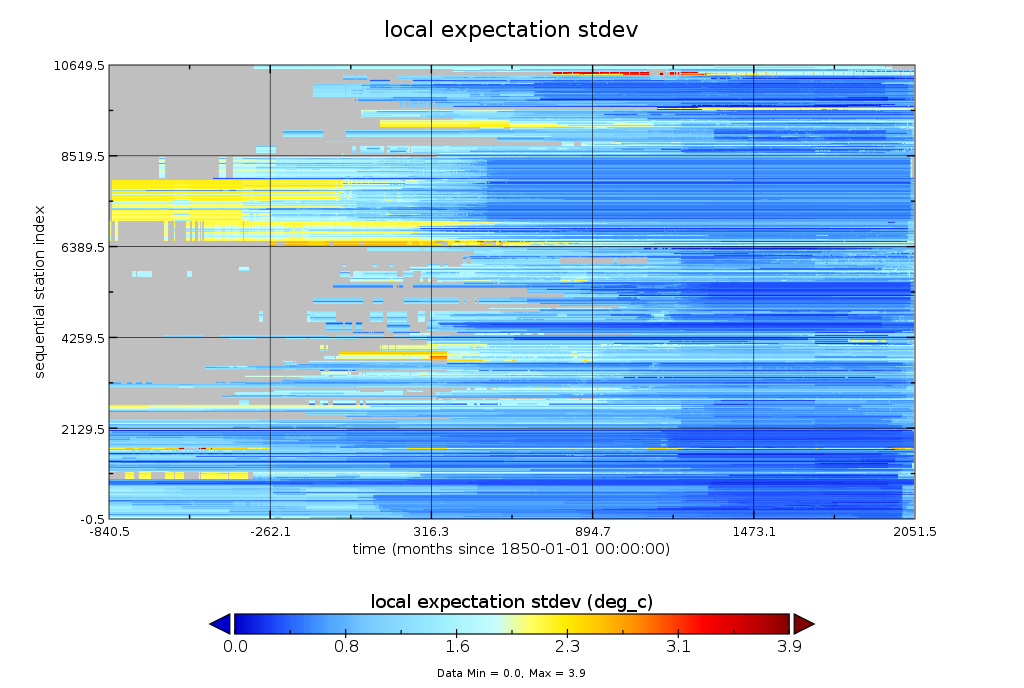 local expectation stdev
10649.5
8519.5
6389.5
4259.5
2129.5
-0.5
sequential station index
-840.5 -262.1 316.3 894.7 1473.1 2051.5
time (months since 1850-01-01 00:00:00)
local expectation stdev (deg_c)
0.0 0.8 1.6 2.3 3.1 3.9
Data Min = 0.0, Max = 3.9